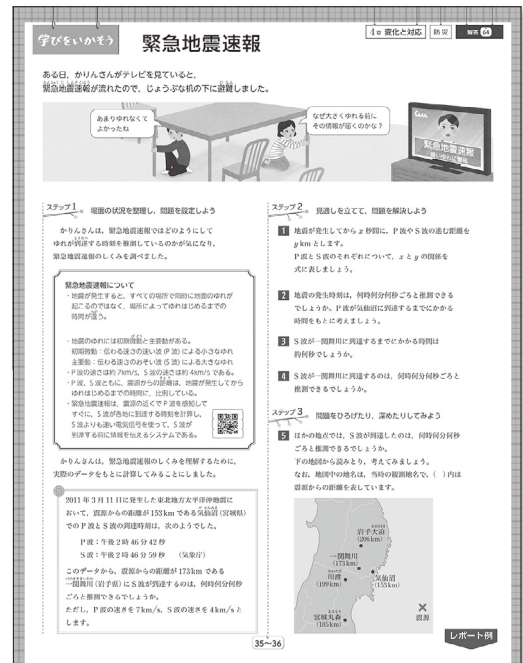 学びをいかそう
緊急地震速報
4章 変化と対応
防災
解答 64
ある日，かりんさんがテレビを見ていると，
緊急地震速報が流れたので，じょうぶな机の下に避難しました。
あまりゆれなくて
よかったね
なぜ大きくゆれる前に
その情報が届くのかな？
緊急地震速報
強いゆれに警戒
ステップ1 場面の状況を整理し，問題を設定しよう
かりんさんは，緊急地震速報ではどのようにして
ゆれが到達する時刻を推測しているのかが気になり，
緊急地震速報のしくみを調べました。
緊急地震速報について
・地震が発生すると，すべての場所で同時に地面のゆれが
起こるのではなく，場所によってゆれはじめるまでの
時間が違う。
・地震のゆれには初期微動と主要動がある。
初期微動：伝わる速さの速い波（P波）による小さなゆれ
主要動：伝わる速さのおそい波（S波）による大きなゆれ
・P波の速さは約7km/s，S波の速さは約4km/sである。
・P波，S波ともに，震源からの距離は，地震が発生してから
ゆれはじめるまでの時間に，比例している。
・緊急地震速報は，震源の近くでP波を感知して
すぐに，S波が各地に到達する時刻を計算し，
S波よりも速い電気信号を使って，S波が
到達する前に情報を伝えるシステムである。
かりんさんは，緊急地震速報のしくみを理解するために，
実際のデータをもとに計算してみることにしました。
2011年3月11日に発生した東北地方太平洋沖地震に
おいて，震源からの距離が153kmである気仙沼（宮城県）
でのP波とS波の到達時刻は，次のようでした。
P波：午後2時46分42秒
S波：午後2時46分59秒 （気象庁）
このデータから，震源からの距離が173kmである
一関舞川（岩手県）にS波が到達するのは，何時何分何秒
ごろと推測できるでしょうか。
ただし，P波の速さを7km/s，S波の速さを4km/sと
します。
ステップ2 見通しを立てて，問題を解決しよう
1 地震が発生してからx秒間に，P波やS波の進む距離を
y kmとします。
P波とS波のそれぞれについて，xとyの関係を
式に表しましょう。
2 地震の発生時刻は，何時何分何秒ごろと推測できる
でしょうか。P波が気仙沼に到達するまでにかかる
時間をもとに考えましょう。
3 S波が一関舞川に到達するまでにかかる時間は
約何秒でしょうか。
4 S波が一関舞川に到達するのは，何時何分何秒ごろと
推測できるでしょうか。
ステップ3 問題をひろげたり，深めたりしてみよう
5 ほかの地点では，S波が到達したのは，何時何分何秒
ごろと推測できるでしょうか。
下の地図から読みとり，考えてみましょう。
なお，地図中の地名は，当時の観測地名で，（ ）内は
震源からの距離を表しています。
岩手大迫
（206km）
一関舞川
（173km）
川渡
（199km）
気仙沼
（153km）
宮城丸森
（185km）
震源
レポート例
35～36